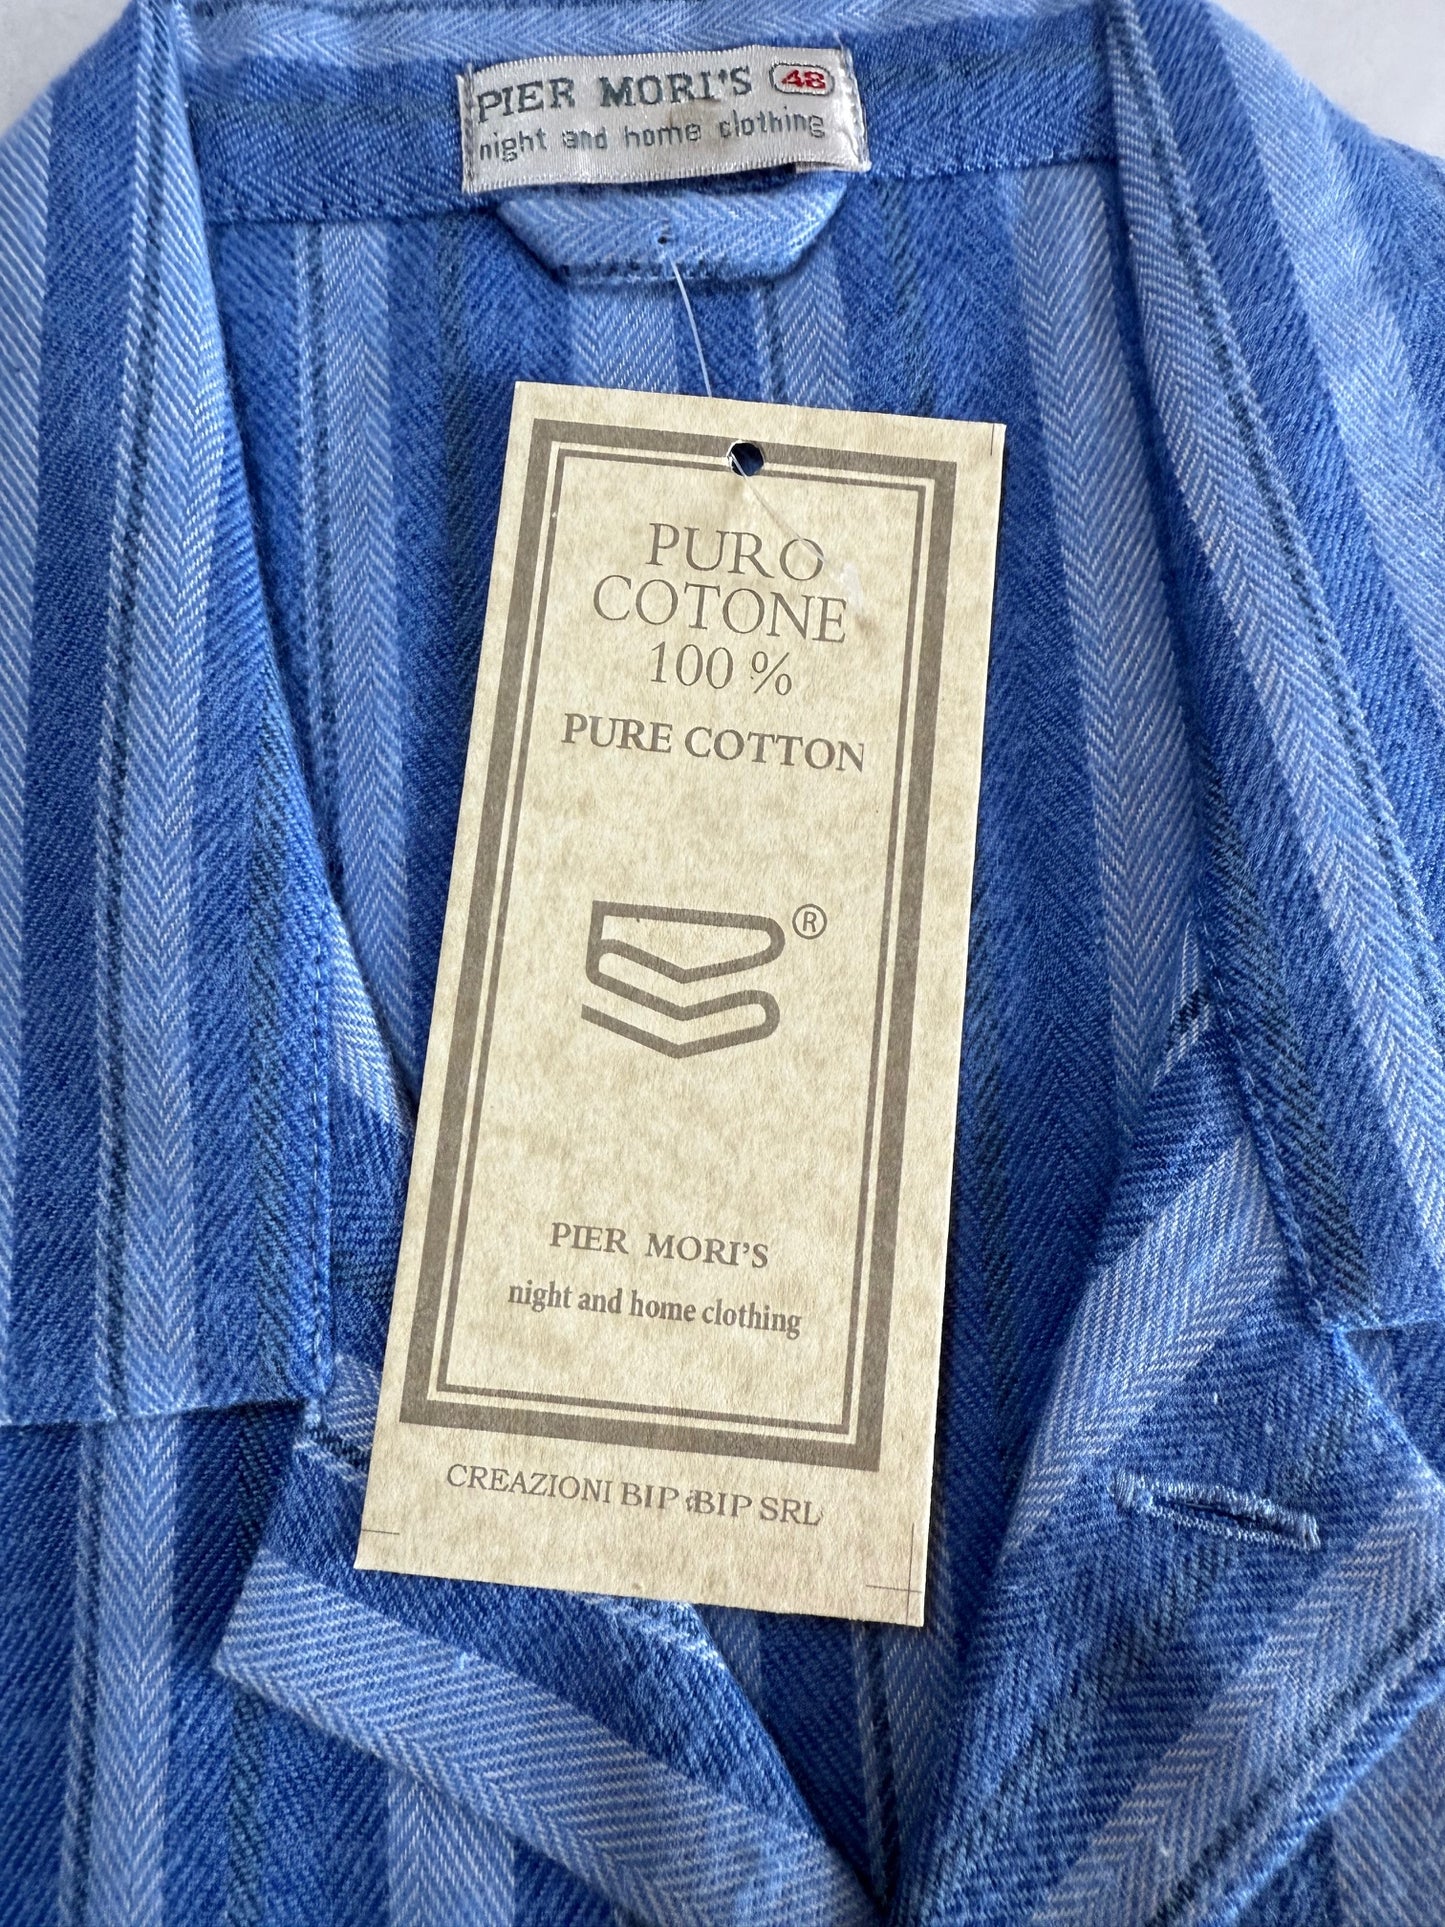 PIER MORI'S 48
night and home clothing
PURO
COTONE
100 %
PURE COTTON
®
PIER MORI'S
night and home clothing
CREAZIONI BIP BIP SRL